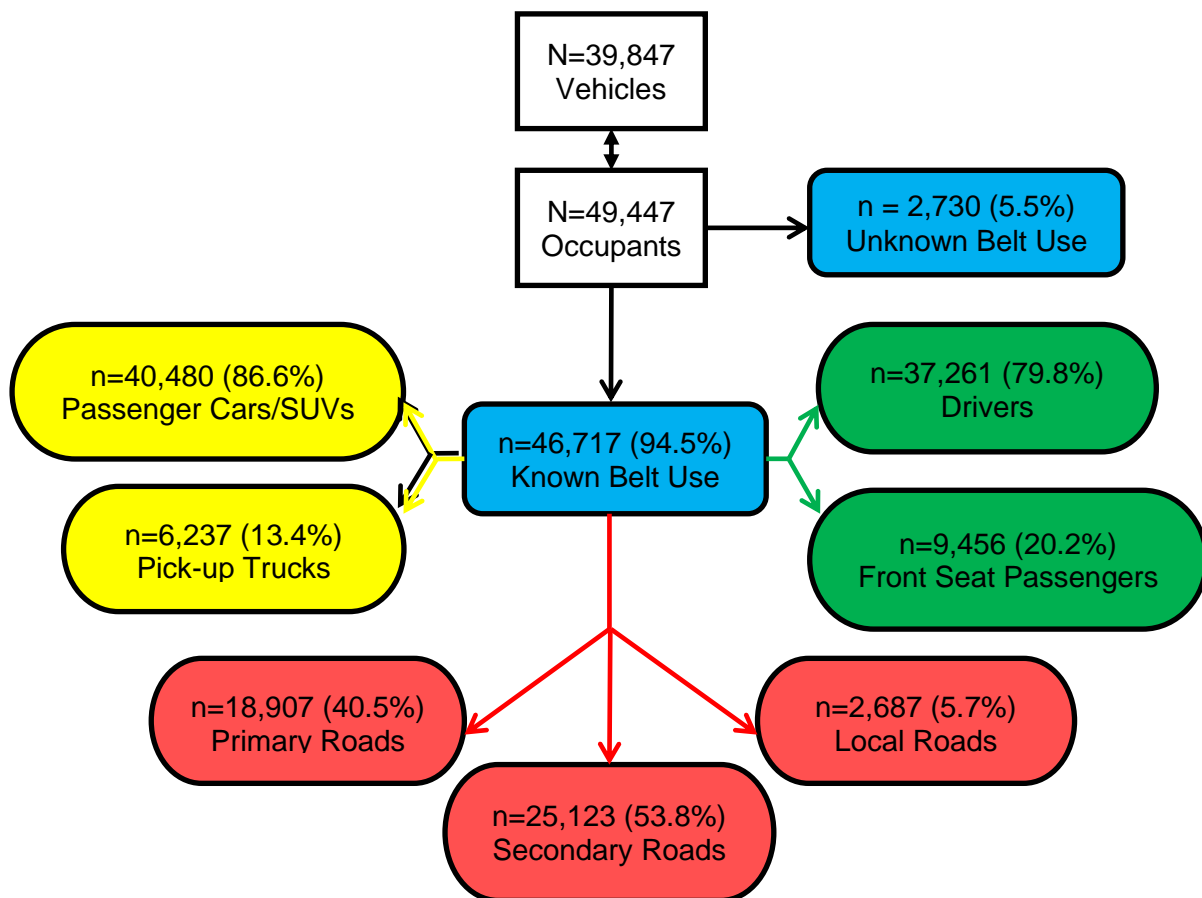 N=39,847
Vehicles
N=49,447
Occupants
n = 2,730 (5.5%)
Unknown Belt Use
n=40,480 (86.6%)
Passenger Cars/SUVs
n=37,261 (79.8%)
Drivers
n=46,717 (94.5%)
Known Belt Use
n=6,237 (13.4%)
Pick-up Trucks
n=9,456 (20.2%)
Front Seat Passengers
n=18,907 (40.5%)
Primary Roads
n=2,687 (5.7%)
Local Roads
n=25,123 (53.8%)
Secondary Roads